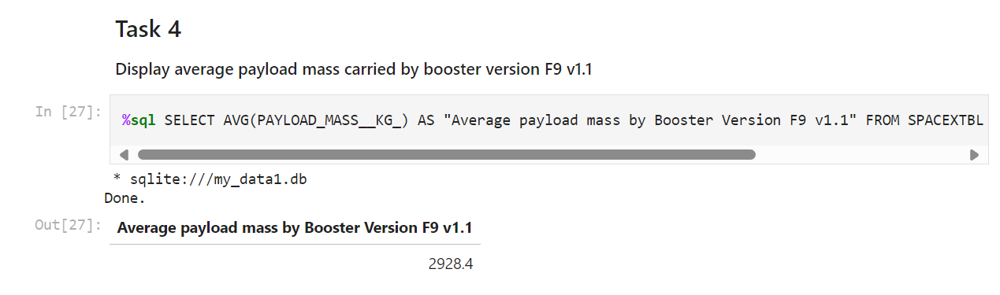 Task 4
Display average payload mass carried by booster version F9 v1.1
In [27]: %sql SELECT AVG(PAYLOAD_MASS__KG_) AS "Average payload mass by Booster Version F9 v1.1" FROM SPACEXTBL
* sqlite:///my_data1.db
Done.
Out[27]: Average payload mass by Booster Version F9 v1.1
2928.4